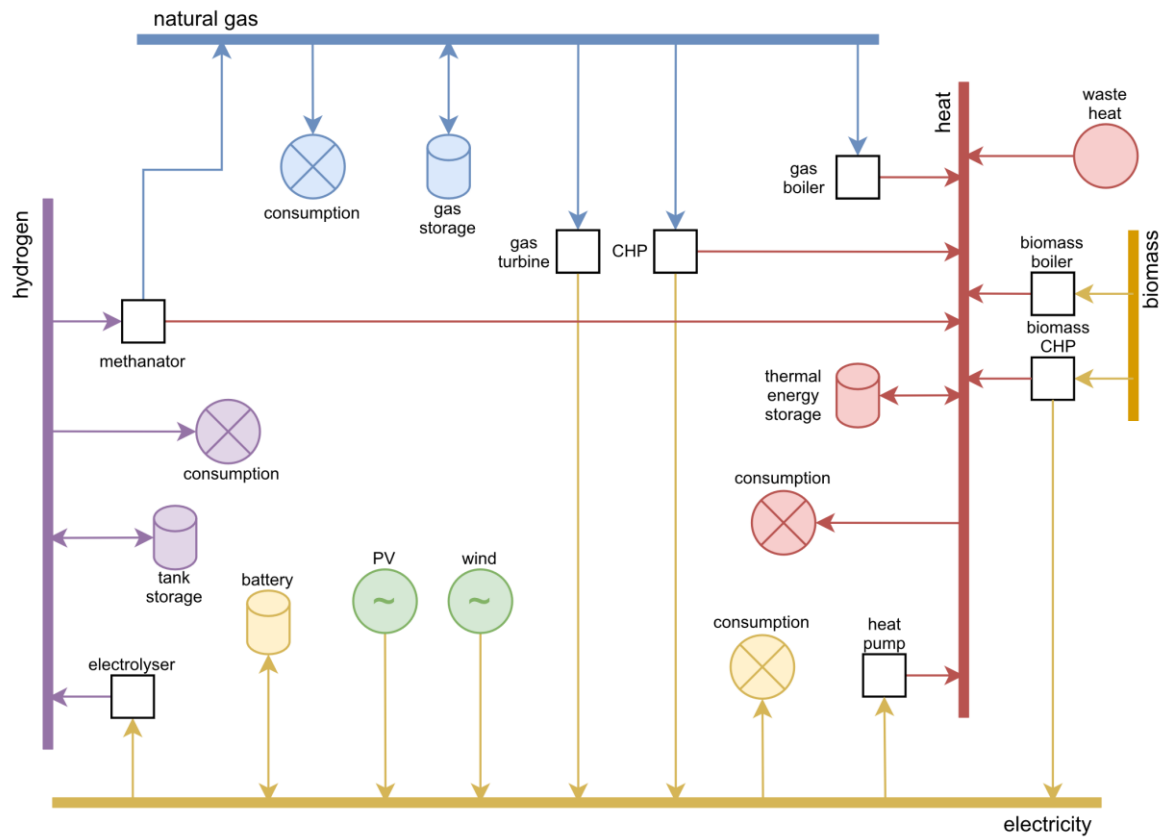 natural gas
heat
waste
heat
gas
boiler
consumption
gas
storage
hydrogen
gas
turbine
CHP
biomass
boiler
biomass
methanator
biomass
CHP
thermal
energy
storage
consumption
consumption
tank
storage
battery
PV
~
wind
~
consumption
heat
pump
electrolyser
electricity